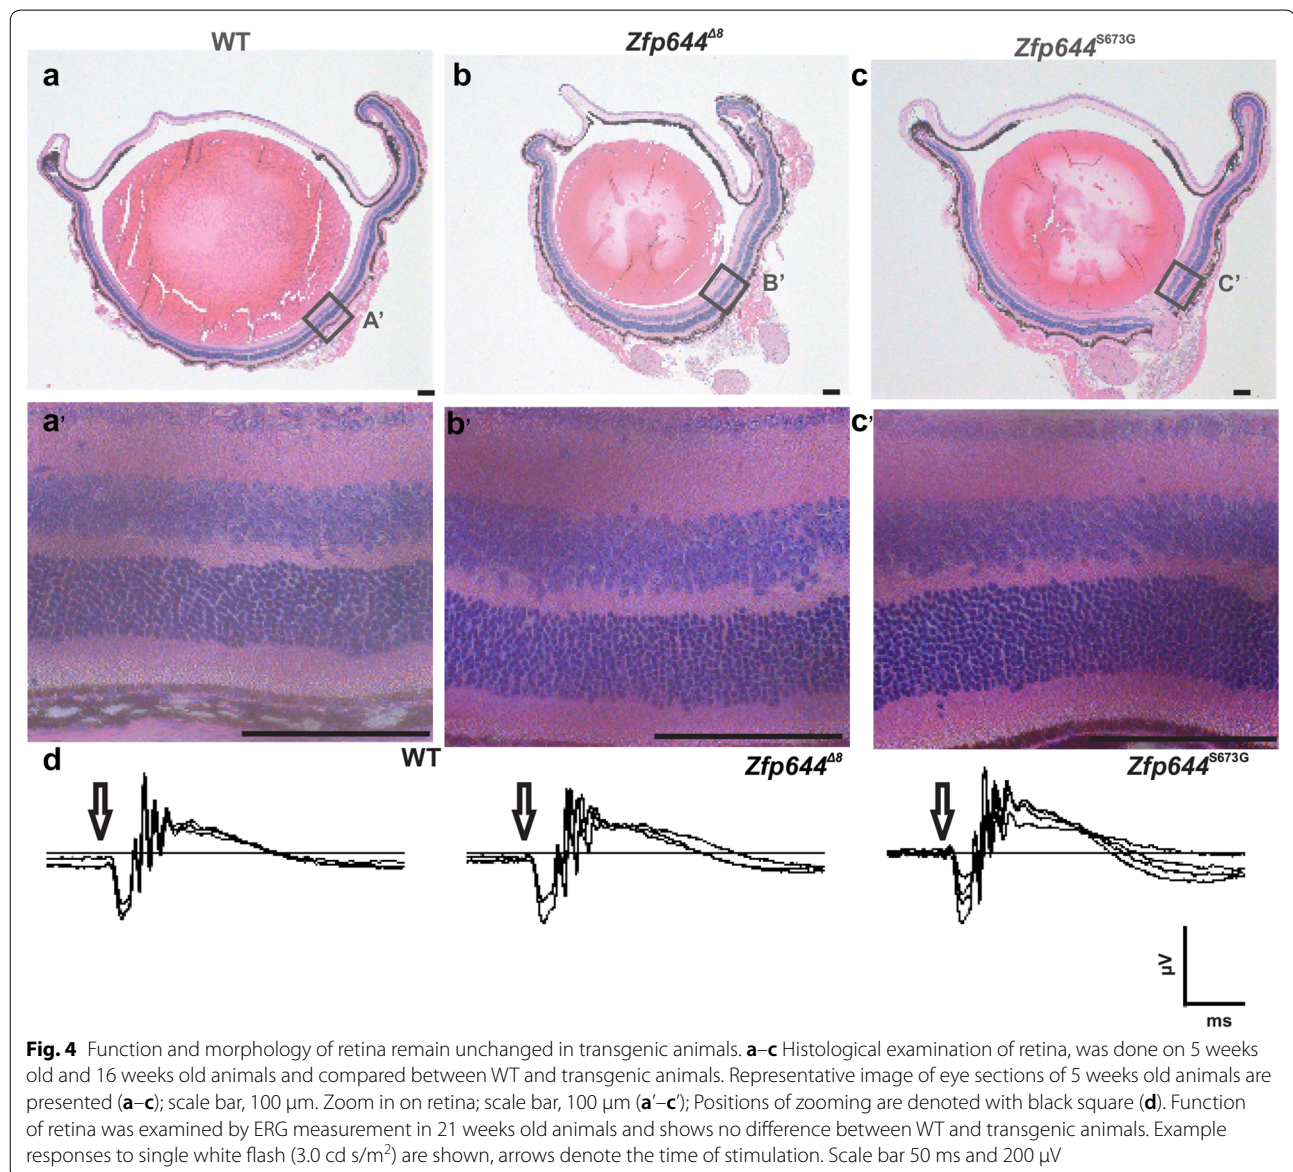 WT Zfp644Δ8 Zfp644S673G
a b c
A' B' C'
a' b' c'
d WT Zfp644Δ8 Zfp644S673G
µV
ms
Fig. 4 Function and morphology of retina remain unchanged in transgenic animals. a–c Histological examination of retina, was done on 5 weeks
old and 16 weeks old animals and compared between WT and transgenic animals. Representative image of eye sections of 5 weeks old animals are
presented (a–c); scale bar, 100 µm. Zoom in on retina; scale bar, 100 µm (a′–c′); Positions of zooming are denoted with black square (d). Function
of retina was examined by ERG measurement in 21 weeks old animals and shows no difference between WT and transgenic animals. Example
responses to single white flash (3.0 cd s/m2) are shown, arrows denote the time of stimulation. Scale bar 50 ms and 200 µV